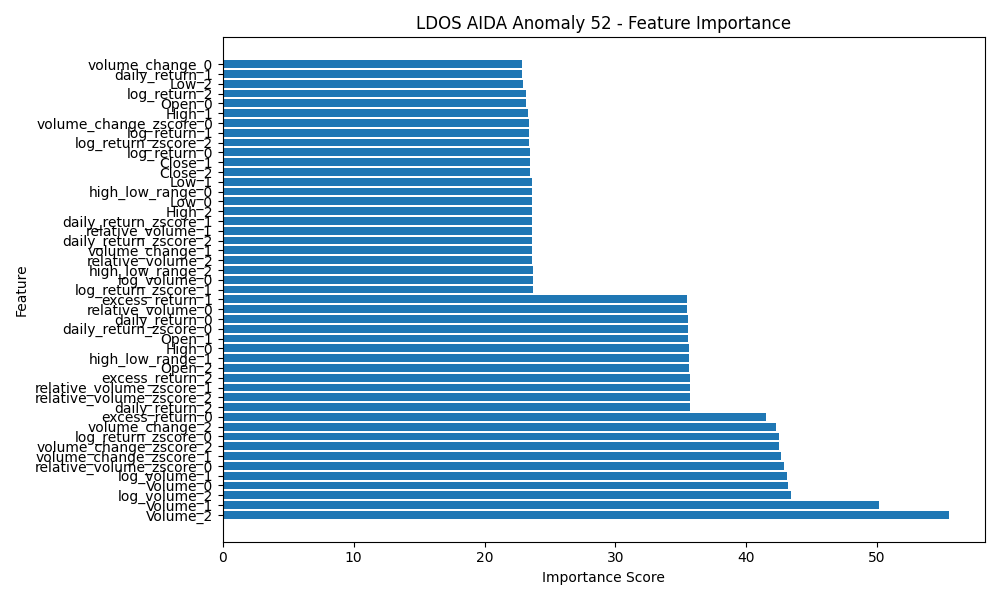 LDOS AIDA Anomaly 52 - Feature Importance
volume_change_0
daily_return_1
Low_2
log_return_2
Open_0
High_1
volume_change_zscore_0
log_return_1
log_return_zscore_2
log_return_0
Close_1
Close_2
Low_1
high_low_range_0
Low_0
High_2
daily_return_zscore_1
relative_volume_1
daily_return_zscore_2
volume_change_1
relative_volume_2
high_low_range_2
log_volume_0
log_return_zscore_1
excess_return_1
relative_volume_0
daily_return_0
daily_return_zscore_0
Open_1
High_0
high_low_range_1
Open_2
excess_return_2
relative_volume_zscore_1
relative_volume_zscore_2
daily_return_2
excess_return_0
volume_change_2
log_return_zscore_0
volume_change_zscore_2
volume_change_zscore_1
relative_volume_zscore_0
log_volume_1
Volume_0
log_volume_2
Volume_1
Volume_2
Feature
0 10 20 30 40 50
Importance Score